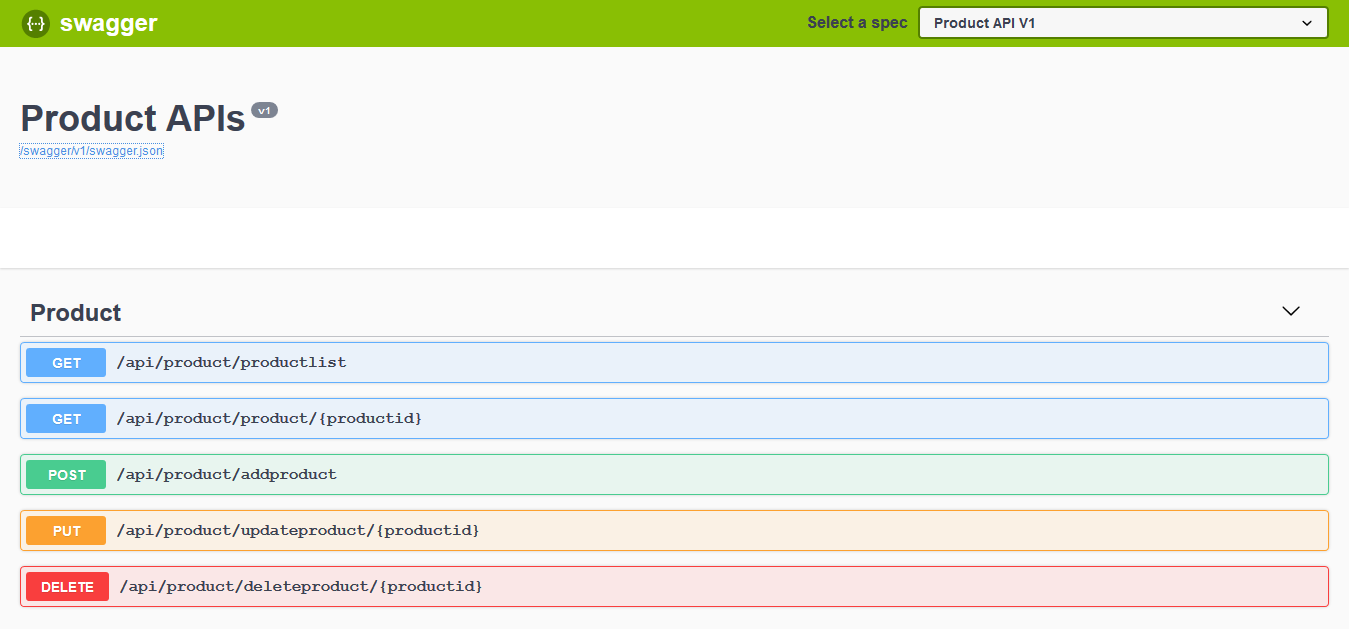 {···} swagger
Select a spec
Product API V1
Product APIs v1
/swagger/v1/swagger.json
Product
GET /api/product/productlist
GET /api/product/product/{productid}
POST /api/product/addproduct
PUT /api/product/updateproduct/{productid}
DELETE /api/product/deleteproduct/{productid}